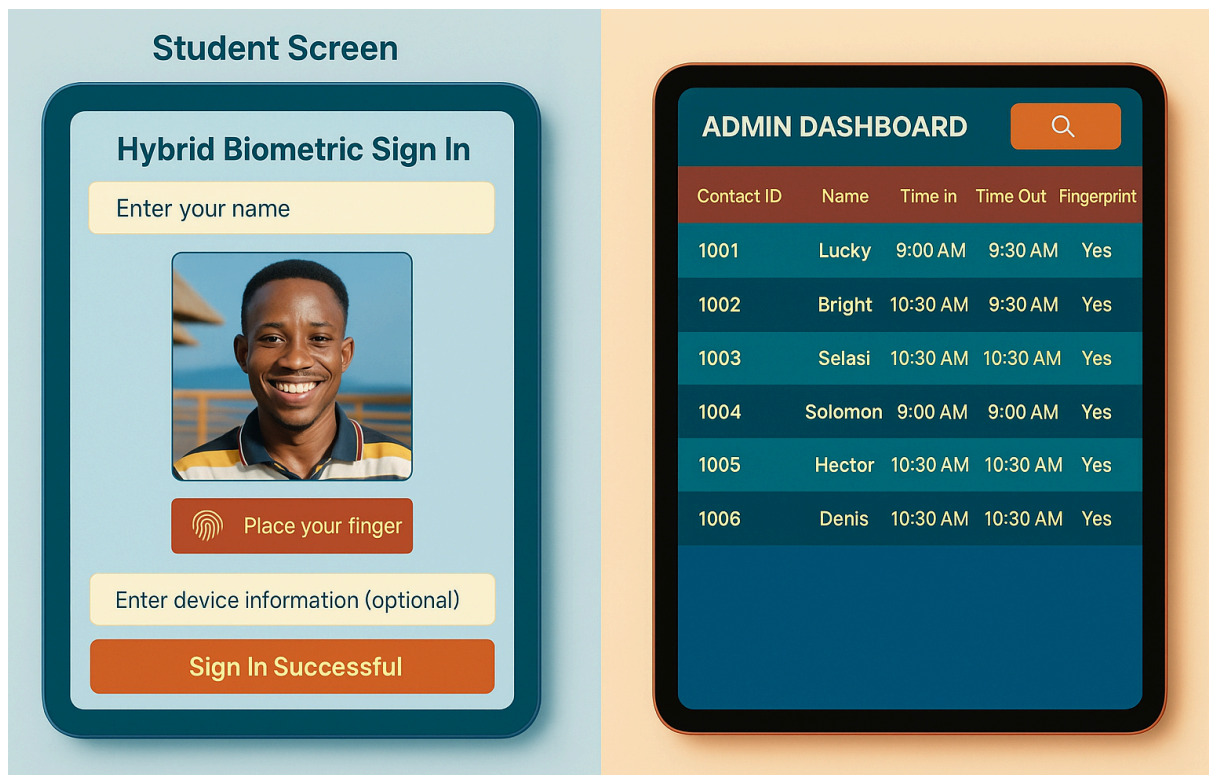 Student Screen
Hybrid Biometric Sign In
Enter your name
Place your finger
Enter device information (optional)
Sign In Successful
ADMIN DASHBOARD
Contact ID Name Time in Time Out Fingerprint
1001 Lucky 9:00 AM 9:30 AM Yes
1002 Bright 10:30 AM 9:30 AM Yes
1003 Selasi 10:30 AM 10:30 AM Yes
1004 Solomon 9:00 AM 9:00 AM Yes
1005 Hector 10:30 AM 10:30 AM Yes
1006 Denis 10:30 AM 10:30 AM Yes